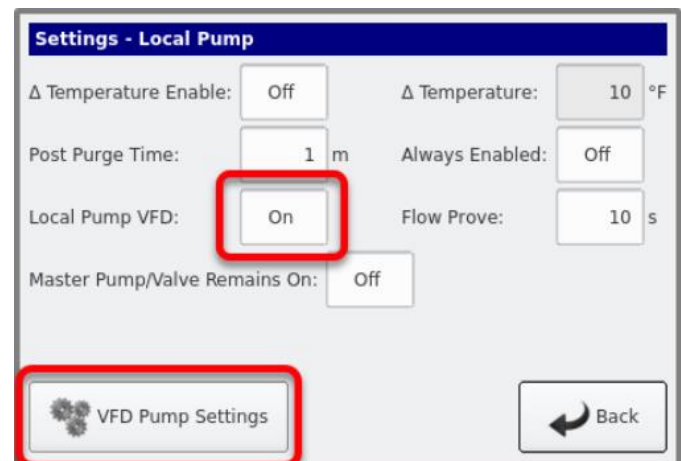 Settings - Local Pump
Δ Temperature Enable: Off Δ Temperature: 10 °F
Post Purge Time: 1 m Always Enabled: Off
Local Pump VFD: On Flow Prove: 10 s
Master Pump/Valve Remains On: Off
VFD Pump Settings Back